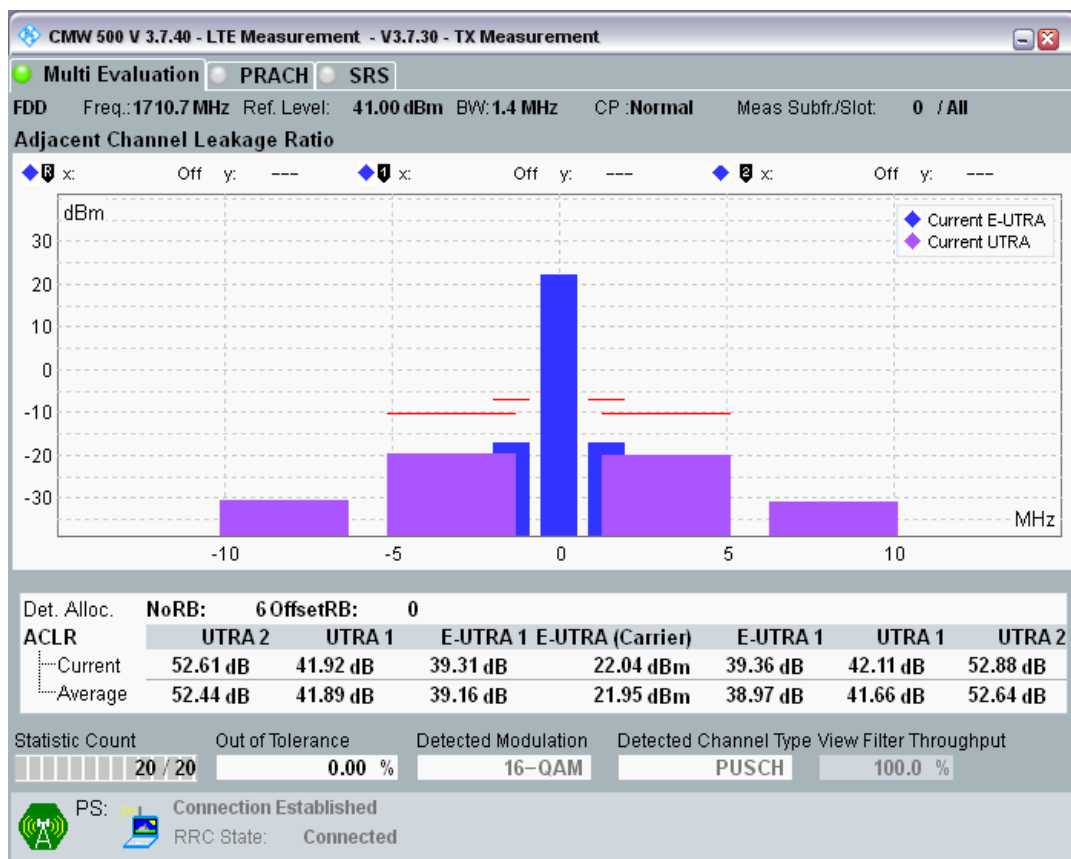 CMW 500 V 3.7.40 - LTE Measurement - V3.7.30 - TX Measurement
Multi Evaluation PRACH SRS
FDD Freq.: 1710.7 MHz Ref. Level: 41.00 dBm BW: 1.4 MHz CP :Normal Meas Subfr./Slot: 0 / All
Adjacent Channel Leakage Ratio
R x: Off y: --- 1 x: Off y: --- 2 x: Off y: ---
dBm
Current E-UTRA
Current UTRA
30
20
10
0
-10
-20
-30
MHz
-10 -5 0 5 10
Det. Alloc. NoRB: 6 OffsetRB: 0
ACLR UTRA 2 UTRA 1 E-UTRA 1 E-UTRA (Carrier) E-UTRA 1 UTRA 1 UTRA 2
Current 52.61 dB 41.92 dB 39.31 dB 22.04 dBm 39.36 dB 42.11 dB 52.88 dB
Average 52.44 dB 41.89 dB 39.16 dB 21.95 dBm 38.97 dB 41.66 dB 52.64 dB
Statistic Count Out of Tolerance Detected Modulation Detected Channel Type View Filter Throughput
20 / 20 0.00 % 16-QAM PUSCH 100.0 %
PS: Connection Established
RRC State: Connected